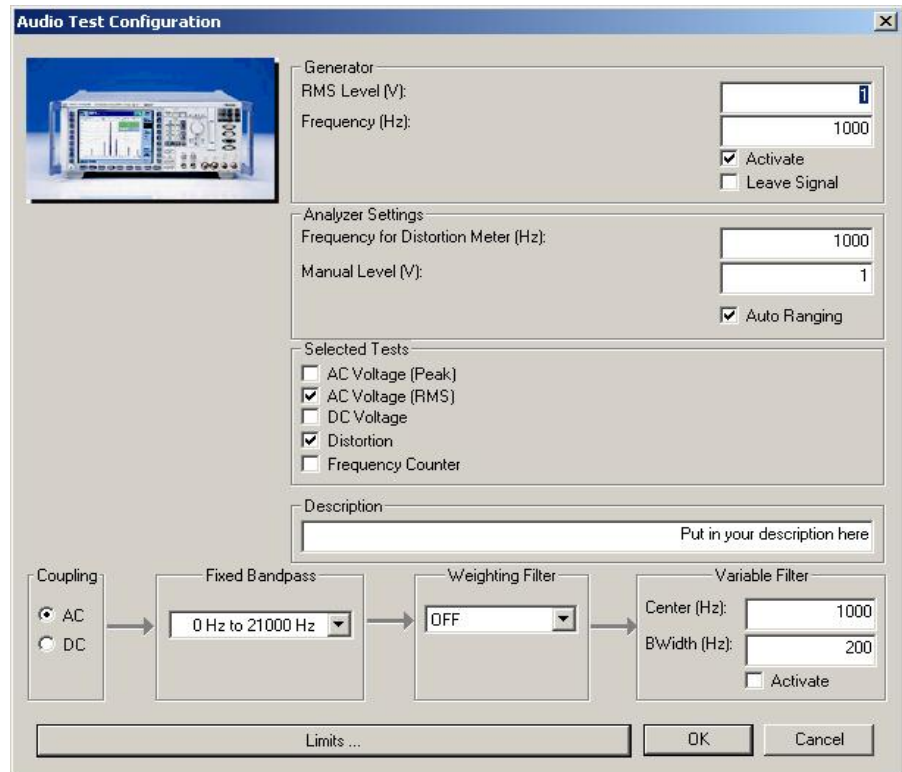 Audio Test Configuration
Generator
RMS Level (V):
1
Frequency (Hz):
1000
Activate
Leave Signal
Analyzer Settings
Frequency for Distortion Meter (Hz):
1000
Manual Level (V):
1
Auto Ranging
Selected Tests
AC Voltage (Peak)
AC Voltage (RMS)
DC Voltage
Distortion
Frequency Counter
Description
Put in your description here
Coupling
AC
DC
Fixed Bandpass
0 Hz to 21000 Hz
Weighting Filter
OFF
Variable Filter
Center (Hz):
1000
BWidth (Hz):
200
Activate
Limits ...
OK
Cancel